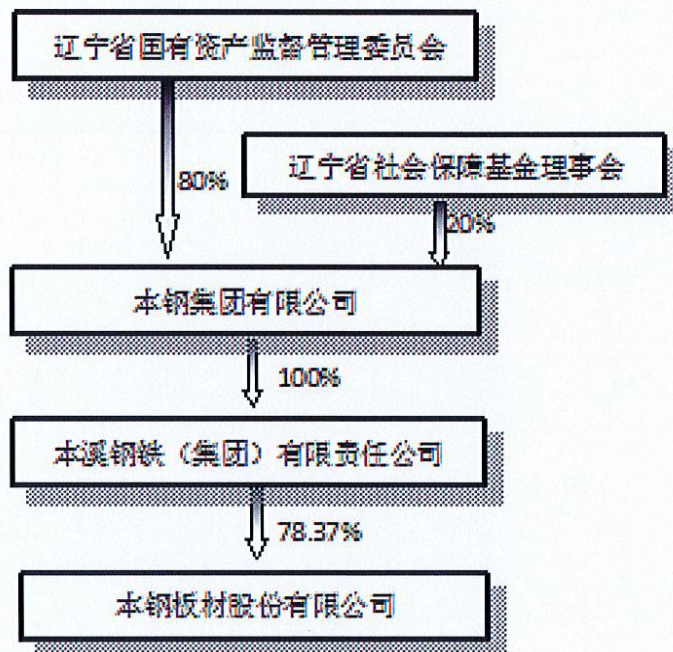 辽宁省国有资产监督管理委员会
80%
辽宁省社会保障基金理事会
20%
本钢集团有限公司
100%
本溪钢铁（集团）有限责任公司
78.37%
本钢板材股份有限公司